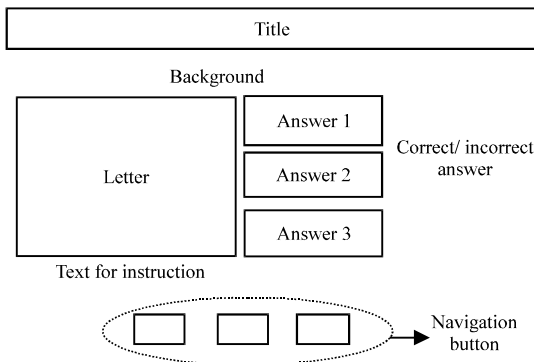 Title
Background
Letter
Answer 1
Answer 2
Answer 3
Correct/ incorrect
answer
Text for instruction
Navigation
button